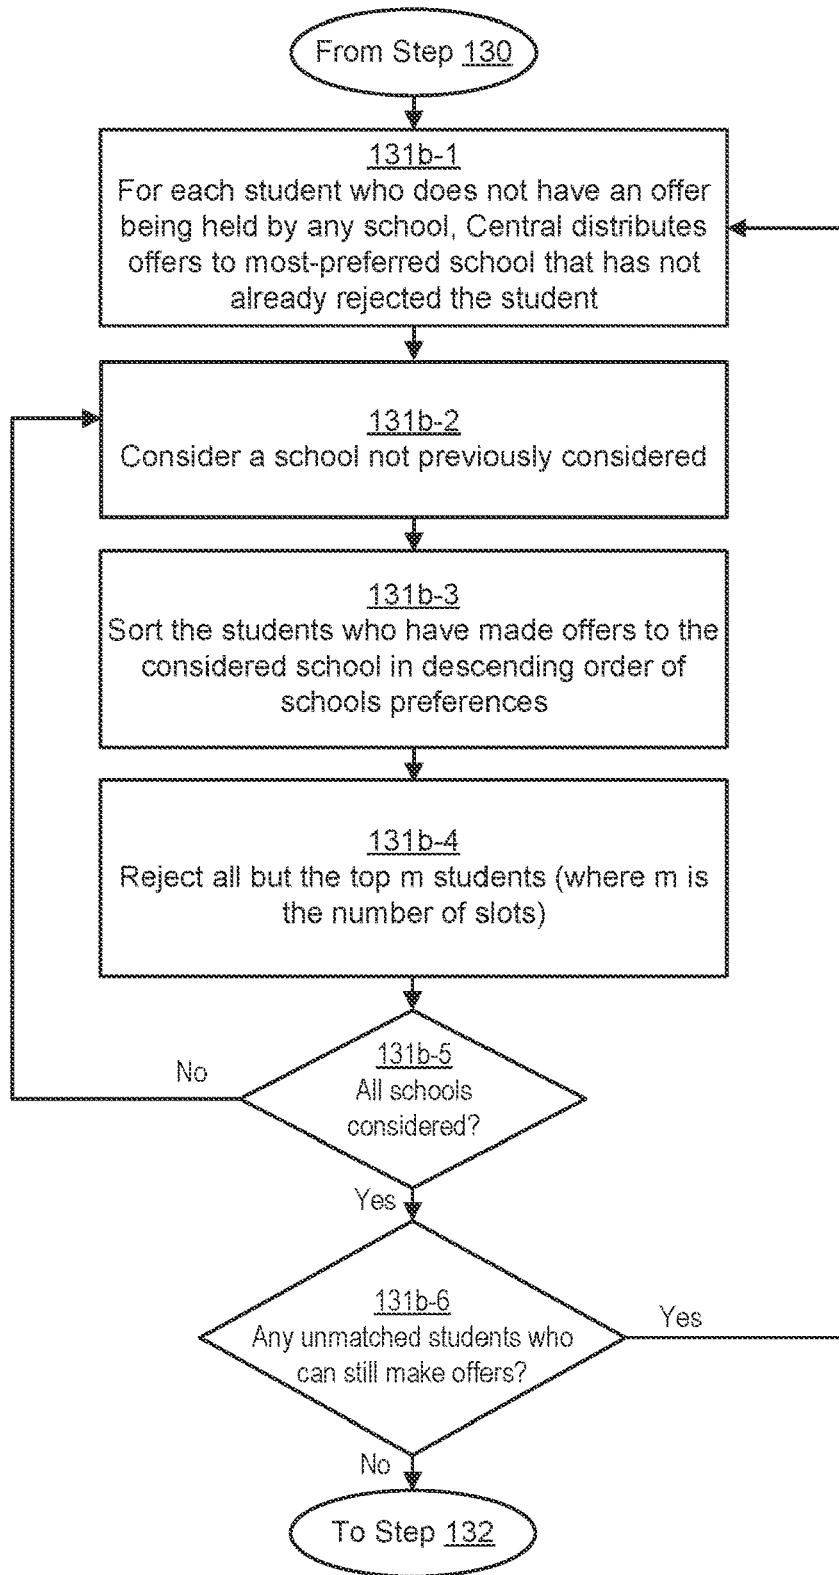 From Step 130
131b-1
For each student who does not have an offer
being held by any school, Central distributes
offers to most-preferred school that has not
already rejected the student
131b-2
Consider a school not previously considered
131b-3
Sort the students who have made offers to the
considered school in descending order of
schools preferences
131b-4
Reject all but the top m students (where m is
the number of slots)
131b-5
All schools
considered?
No
Yes
131b-6
Any unmatched students who
can still make offers?
Yes
No
To Step 132